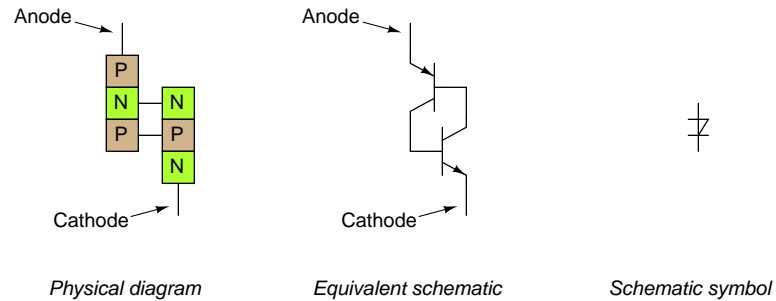 Anode
Anode
P
N
N
P
P
N
Cathode
Cathode
Physical diagram
Equivalent schematic
Schematic symbol